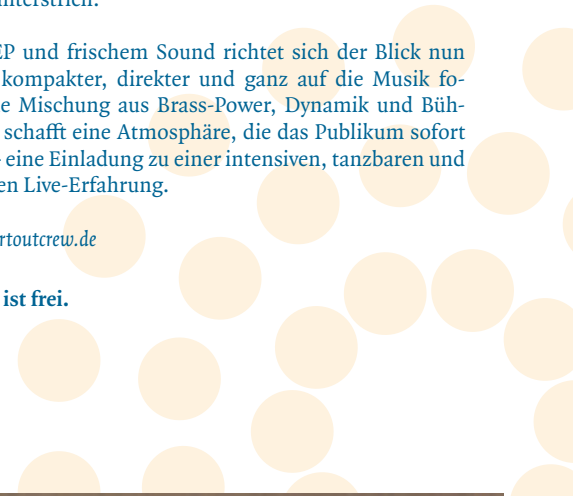 unterstrich.
EP und frischem Sound richtet sich der Blick nun
kompakter, direkter und ganz auf die Musik fo-
e Mischung aus Brass-Power, Dynamik und Büh-
schafft eine Atmosphäre, die das Publikum sofort
eine Einladung zu einer intensiven, tanzbaren und
en Live-Erfahrung.
rtoutcrew.de
ist frei.